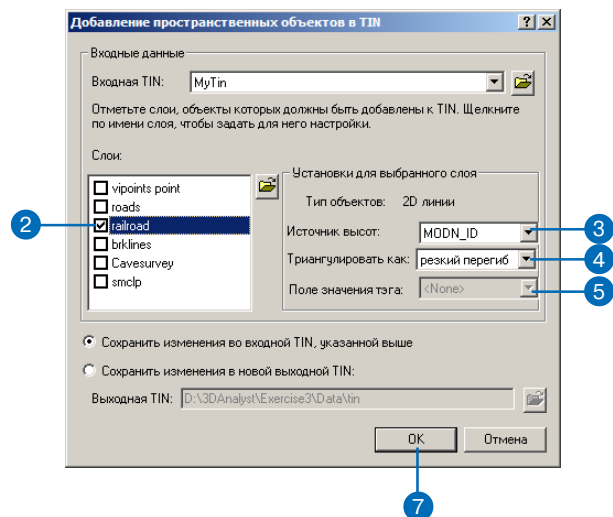 Добавление пространственных объектов в TIN
Входные данные
Входная TIN: MyTin
Отметьте слои, объекты которых должны быть добавлены к TIN. Щелкните
по имени слоя, чтобы задать для него настройки.
Слои:
vipoints point
roads
railroad
brklines
Cavesurvey
smclp
Установки для выбранного слоя
Тип объектов: 2D линии
Источник высот: MODN_ID
Триангулировать как: резкий перегиб
Поле значения тэга: <None>
2
3
4
5
Сохранить изменения во входной TIN, указанной выше
Сохранить изменения в новой выходной TIN:
Выходная TIN: D:\3DAnalyst\Exercise3\Data\tin
OK Отмена
7